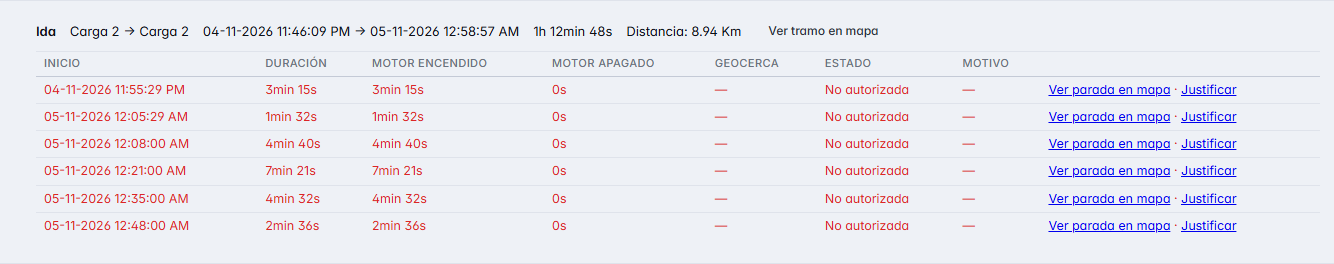 Ida Carga 2 → Carga 2 04-11-2026 11:46:09 PM → 05-11-2026 12:58:57 AM 1h 12min 48s Distancia: 8.94 Km Ver tramo en mapa
INICIO DURACIÓN MOTOR ENCENDIDO MOTOR APAGADO GEOCERCA ESTADO MOTIVO
04-11-2026 11:55:29 PM 3min 15s 3min 15s 0s — No autorizada — Ver parada en mapa · Justificar
05-11-2026 12:05:29 AM 1min 32s 1min 32s 0s — No autorizada — Ver parada en mapa · Justificar
05-11-2026 12:08:00 AM 4min 40s 4min 40s 0s — No autorizada — Ver parada en mapa · Justificar
05-11-2026 12:21:00 AM 7min 21s 7min 21s 0s — No autorizada — Ver parada en mapa · Justificar
05-11-2026 12:35:00 AM 4min 32s 4min 32s 0s — No autorizada — Ver parada en mapa · Justificar
05-11-2026 12:48:00 AM 2min 36s 2min 36s 0s — No autorizada — Ver parada en mapa · Justificar